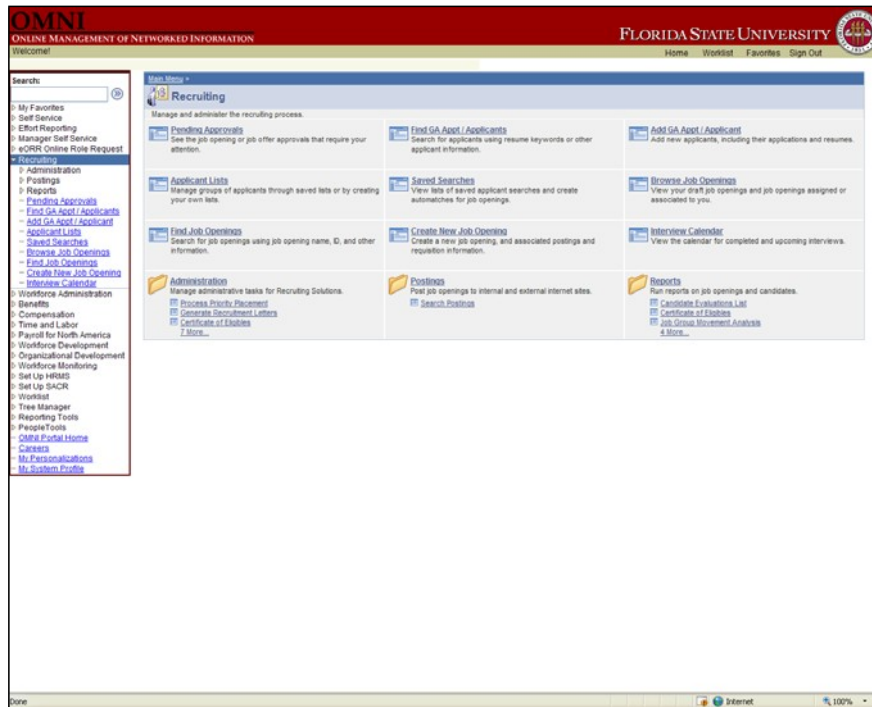 OMNI
ONLINE MANAGEMENT OF NETWORKED INFORMATION
FLORIDA STATE UNIVERSITY
Welcome!
Home Worklist Favorites Sign Out
Search:
My Favorites
Self Service
Effort Reporting
Manager Self Service
eORR Online Role Request
Recruiting
Administration
Postings
Reports
Pending Approvals
Find GA Appt / Applicants
Add GA Appt / Applicant
Applicant Lists
Saved Searches
Browse Job Openings
Find Job Openings
Create New Job Opening
Interview Calendar
Workforce Administration
Benefits
Compensation
Time and Labor
Payroll for North America
Workforce Development
Organizational Development
Workforce Monitoring
Set Up HRMS
Set Up SACR
Worklist
Tree Manager
Reporting Tools
PeopleTools
OMNI Portal Home
Careers
My Personalizations
My System Profile
Main Menu >
Recruiting
Manage and administer the recruiting process.
Pending Approvals
See the job opening or job offer approvals that require your
attention.
Find GA Appt / Applicants
Search for applicants using resume keywords or other
applicant information.
Add GA Appt / Applicant
Add new applicants, including their applications and resumes.
Applicant Lists
Manage groups of applicants through saved lists or by creating
your own lists.
Saved Searches
View lists of saved applicant searches and create
automatches for job openings.
Browse Job Openings
View your draft job openings and job openings assigned or
associated to you.
Find Job Openings
Search for job openings using job opening name, ID, and other
information.
Create New Job Opening
Create a new job opening, and associated postings and
requisition information.
Interview Calendar
View the calendar for completed and upcoming interviews.
Administration
Manage administrative tasks for Recruiting Solutions.
Process Priority Placement
Generate Recruitment Letters
Certificate of Eligibles
7 More...
Postings
Post job openings to internal and external internet sites.
Search Postings
Reports
Run reports on job openings and candidates.
Candidate Evaluations List
Certificate of Eligibles
Job Group Movement Analysis
4 More...
Done
Internet
100%